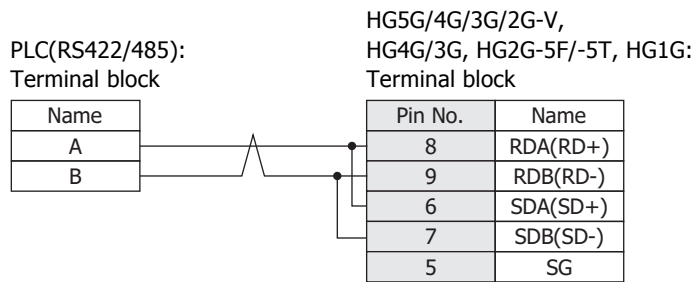 HG5G/4G/3G/2G-V,
PLC(RS422/485): HG4G/3G, HG2G-5F/-5T, HG1G:
Terminal block Terminal block
Name Pin No. Name
A 8 RDA(RD+)
B 9 RDB(RD-)
6 SDA(SD+)
7 SDB(SD-)
5 SG